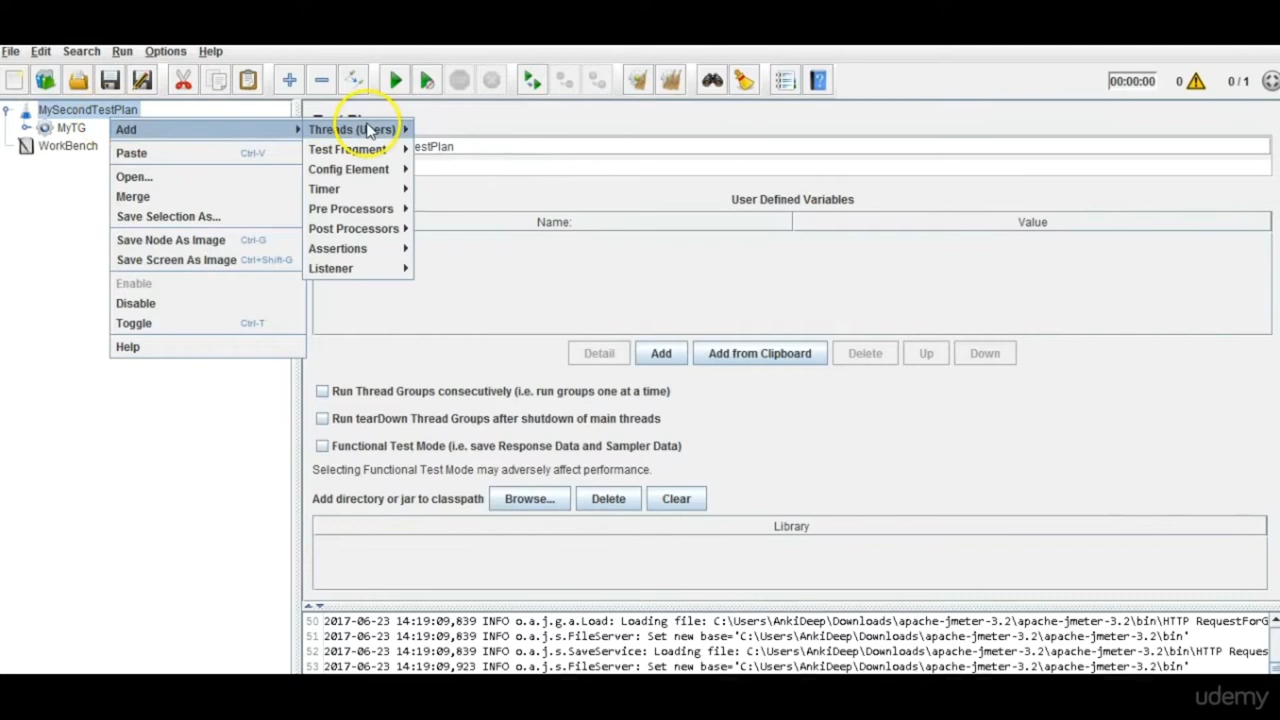 File Edit Search Run Options Help
00:00:00 0 0 / 1
MySecondTestPlan
MyTG
WorkBench
Add
Paste Ctrl-V
Open...
Merge
Save Selection As...
Save Node As Image Ctrl-G
Save Screen As Image Ctrl+Shift-G
Enable
Disable
Toggle Ctrl-T
Help
Threads (Users)
Test Fragment
Config Element
Timer
Pre Processors
Post Processors
Assertions
Listener
estPlan
User Defined Variables
Name: Value
Detail Add Add from Clipboard Delete Up Down
Run Thread Groups consecutively (i.e. run groups one at a time)
Run tearDown Thread Groups after shutdown of main threads
Functional Test Mode (i.e. save Response Data and Sampler Data)
Selecting Functional Test Mode may adversely affect performance.
Add directory or jar to classpath Browse... Delete Clear
Library
50 2017-06-23 14:19:09,839 INFO o.a.j.g.a.Load: Loading file: C:\Users\AnkiDeep\Downloads\apache-jmeter-3.2\apache-jmeter-3.2\bin\HTTP RequestForG
51 2017-06-23 14:19:09,839 INFO o.a.j.s.FileServer: Set new base='C:\Users\AnkiDeep\Downloads\apache-jmeter-3.2\apache-jmeter-3.2\bin'
52 2017-06-23 14:19:09,839 INFO o.a.j.s.SaveService: Loading file: C:\Users\AnkiDeep\Downloads\apache-jmeter-3.2\apache-jmeter-3.2\bin\HTTP Reques
53 2017-06-23 14:19:09,923 INFO o.a.j.s.FileServer: Set new base='C:\Users\AnkiDeep\Downloads\apache-jmeter-3.2\apache-jmeter-3.2\bin'
udemy